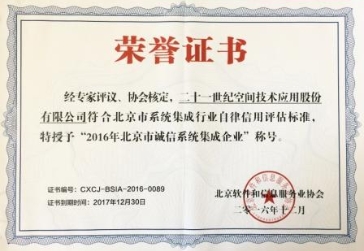 荣誉证书
经专家评议、协会核定，二十一世纪空间技术应用股份
有限公司符合北京市系统集成行业自律信用评估标准，
特授予“2016年北京市诚信系统集成企业”称号。
证书编号：CXCJ-BSIA-2016-0089
证书到期时间：2017年12月30日
北京软件和信息服务业协会
二〇一六年十二月